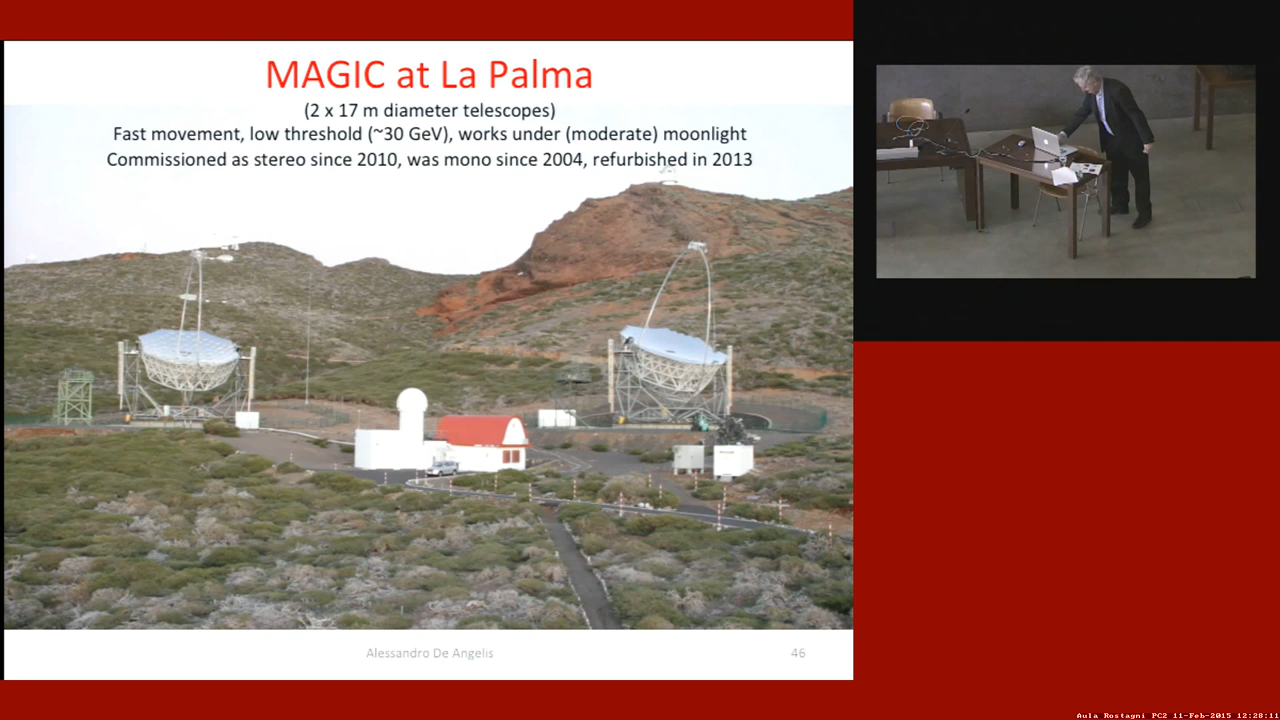 MAGIC at La Palma
(2 x 17 m diameter telescopes)
Fast movement, low threshold (~30 GeV), works under (moderate) moonlight
Commissioned as stereo since 2010, was mono since 2004, refurbished in 2013
Alessandro De Angelis
46
Aula Rostagni PC2 11-Feb-2015 12:28:11